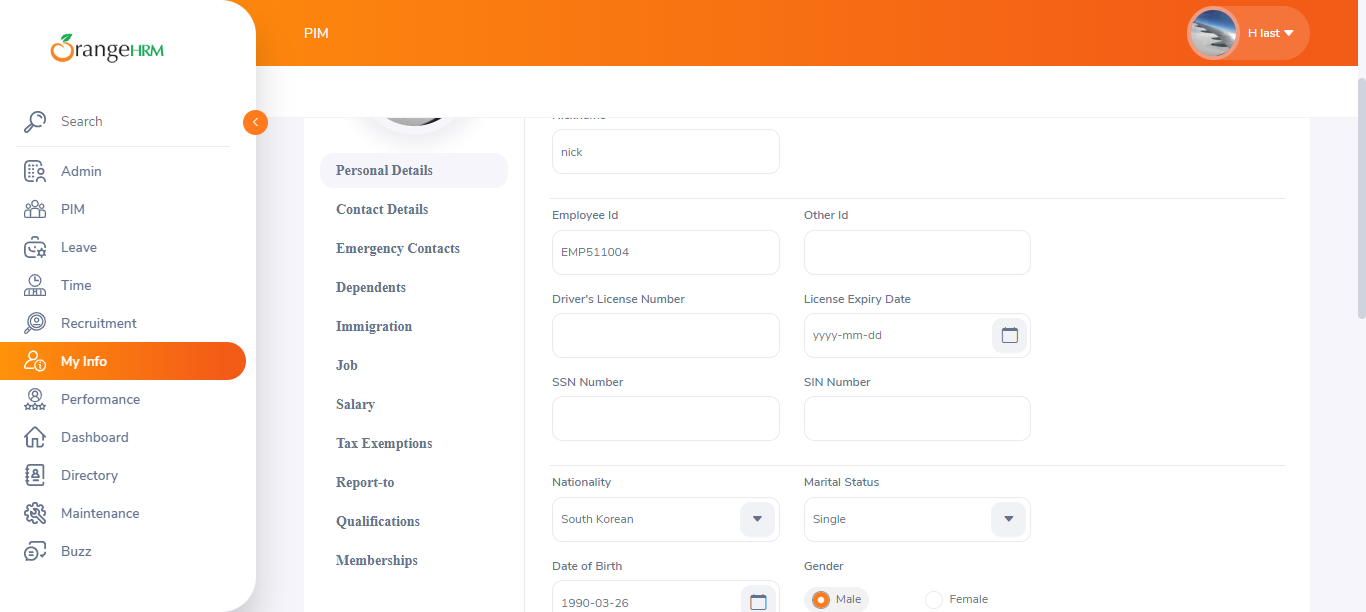 OrangeHRM
PIM
H last
Search
Admin
PIM
Leave
Time
Recruitment
My Info
Performance
Dashboard
Directory
Maintenance
Buzz
Personal Details
Contact Details
Emergency Contacts
Dependents
Immigration
Job
Salary
Tax Exemptions
Report-to
Qualifications
Memberships
Nickname
nick
Employee Id
Other Id
EMP511004
Driver's License Number
License Expiry Date
yyyy-mm-dd
SSN Number
SIN Number
Nationality
Marital Status
South Korean
Single
Date of Birth
Gender
1990-03-26
Male
Female